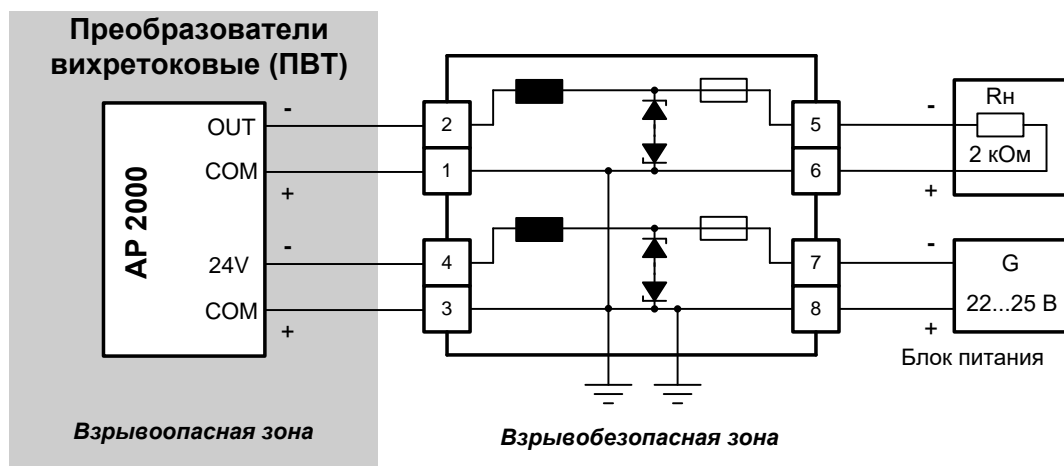 Преобразователи
вихретоковые (ПВТ)
AP 2000
OUT
-
COM
+
24V
-
COM
+
2
1
4
3
5
6
7
8
-
+
Rн
2 кОм
-
+
G
22...25 В
Блок питания
Взрывоопасная зона
Взрывобезопасная зона